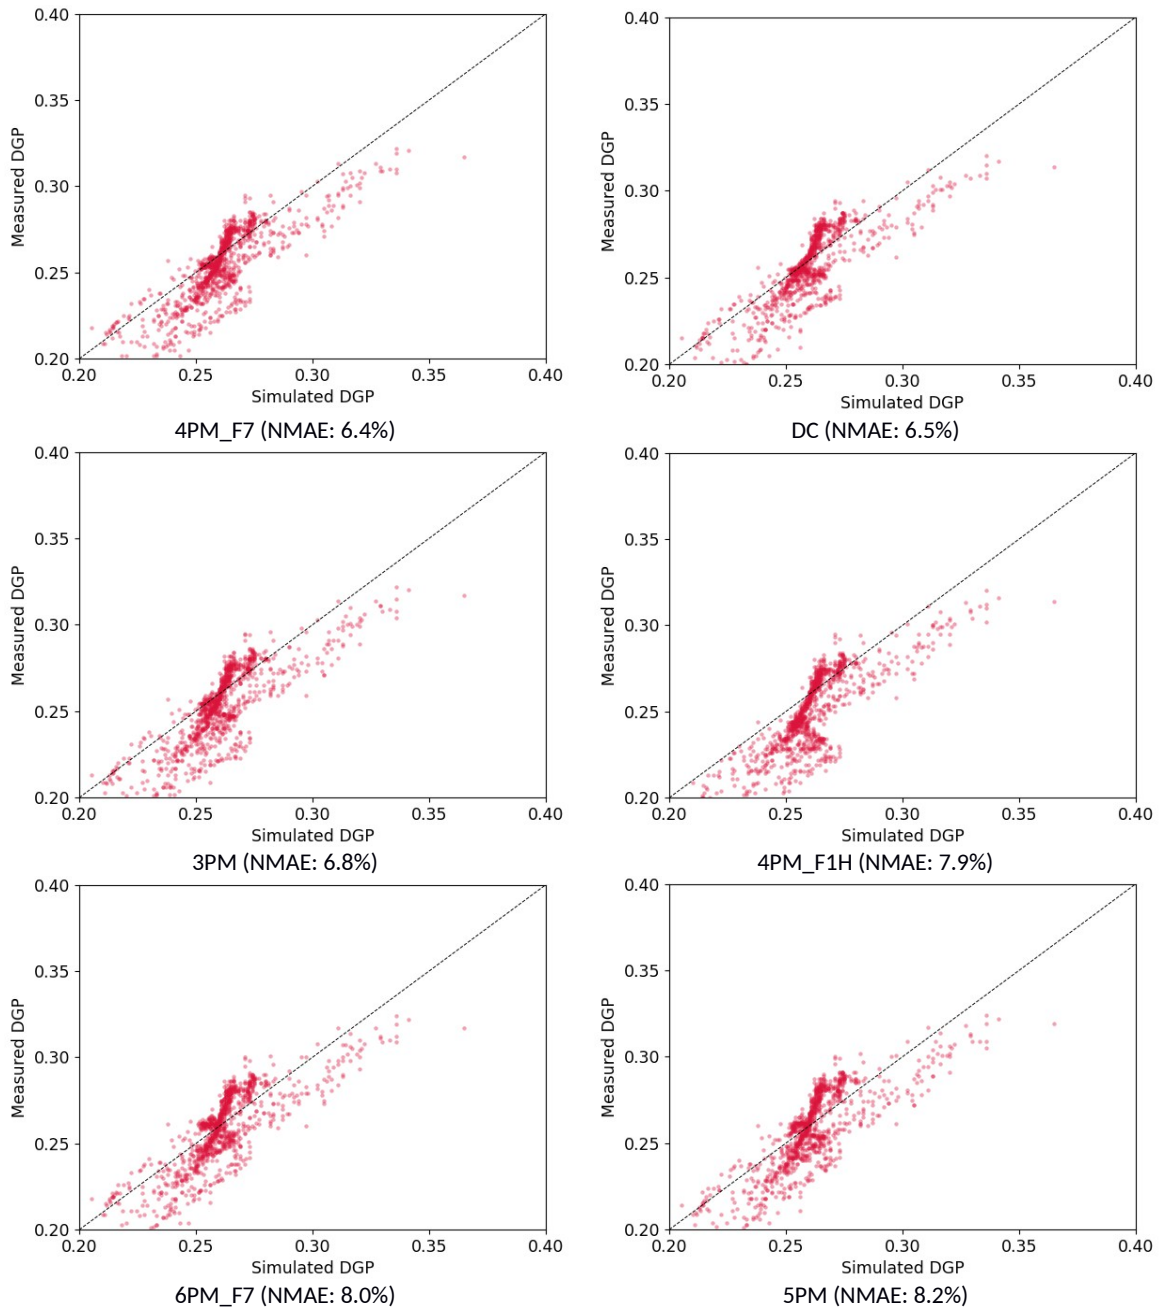 0.40
0.35
0.30
0.25
0.20
0.20 0.25 0.30 0.35 0.40
Measured DGP
Simulated DGP
4PM_F7 (NMAE: 6.4%)
0.40
0.35
0.30
0.25
0.20
0.20 0.25 0.30 0.35 0.40
Measured DGP
Simulated DGP
DC (NMAE: 6.5%)
0.40
0.35
0.30
0.25
0.20
0.20 0.25 0.30 0.35 0.40
Measured DGP
Simulated DGP
3PM (NMAE: 6.8%)
0.40
0.35
0.30
0.25
0.20
0.20 0.25 0.30 0.35 0.40
Measured DGP
Simulated DGP
4PM_F1H (NMAE: 7.9%)
0.40
0.35
0.30
0.25
0.20
0.20 0.25 0.30 0.35 0.40
Measured DGP
Simulated DGP
6PM_F7 (NMAE: 8.0%)
0.40
0.35
0.30
0.25
0.20
0.20 0.25 0.30 0.35 0.40
Measured DGP
Simulated DGP
5PM (NMAE: 8.2%)